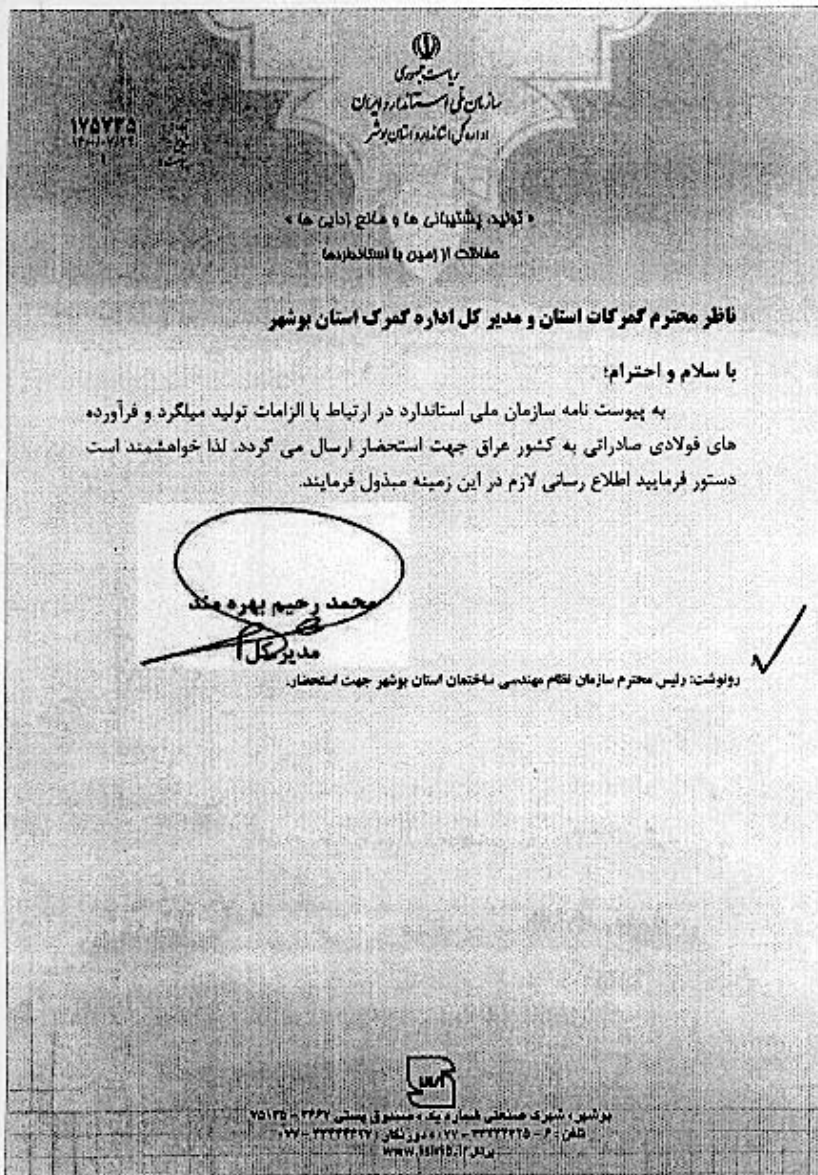 ریاست جمهوری
سازمان ملی استاندارد ایران
اداره کل استاندارد استان بوشهر
۱۷۵۷۳۵
« تولید، پشتیبانی ها و مانع زدایی ها »
حفاظت از زمین با استانداردها
ناظر محترم گمرکات استان و مدیر کل اداره گمرک استان بوشهر
با سلام و احترام؛
به پیوست نامه سازمان ملی استاندارد در ارتباط با الزامات تولید میلگرد و فرآورده
های فولادی صادراتی به کشور عراق جهت استحضار ارسال می گردد. لذا خواهشمند است
دستور فرمایید اطلاع رسانی لازم در این زمینه مبذول فرمایند.
محمد رحیم بهره مند
مدیر کل
رونوشت: رئیس محترم سازمان نظام مهندسی ساختمان استان بوشهر جهت استحضار.
بوشهر، شهرک صنعتی شماره یک، صندوق پستی
تلفن: دورنگار: